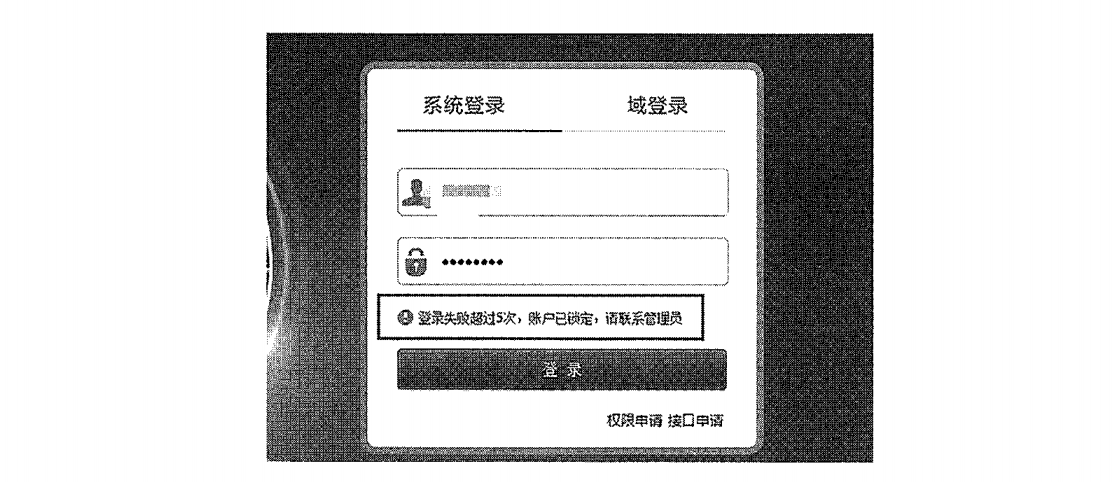 系统登录 域登录
••••••••
登录失败超过5次，账户已锁定，请联系管理员
登 录
权限申请 接口申请